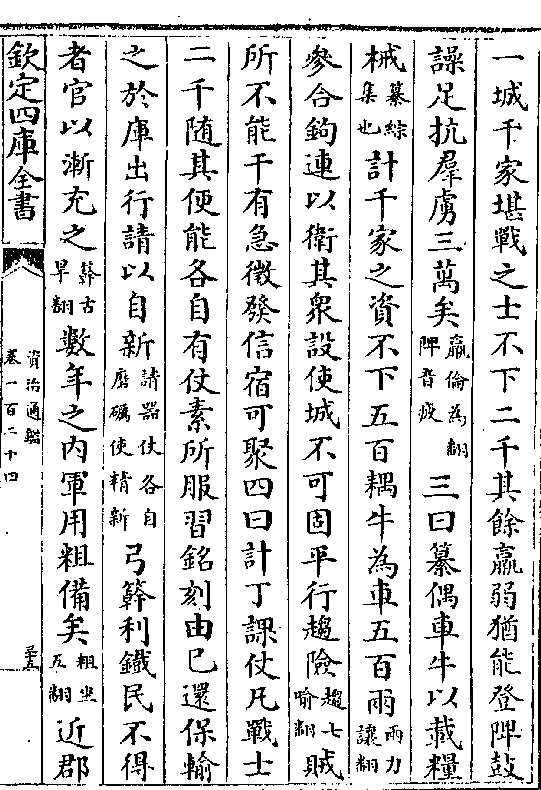 一城千家堪戰之士不下二千其餘羸弱猶能登陴鼓
譟足抗羣虜三萬矣羸倫為翻陴音疲三曰纂偶車牛以載糧
械纂綜集也計千家之資不下五百耦牛為車五百兩兩力讓翻
參合鉤連以衛其衆設使城不可固平行趨險趨七喻翻賊
所不能干有急徵發信宿可聚四曰計丁課仗凡戰士
二千随其便能各自有仗素所服習銘刻由已還保輸
之於庫出行請以自新請器仗各自磨礪使精新弓簳利鐵民不得
者官以漸充之簳古旱翻數年之内軍用粗備矣粗坐五翻近郡
欽定四庫全書
資治通鑑
卷一百二十四